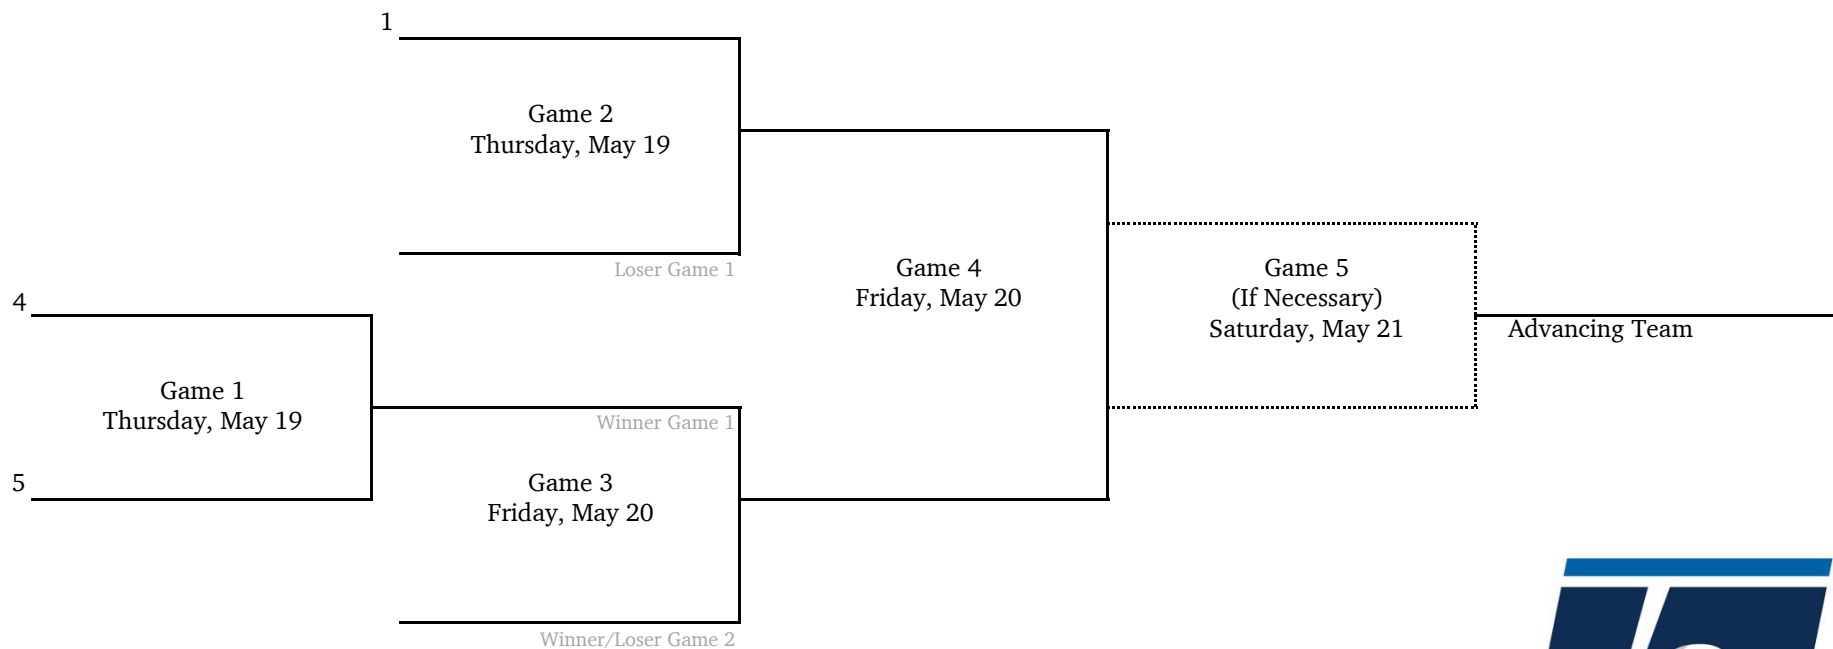 1
Game 2
Thursday, May 19
Loser Game 1
Game 4
Friday, May 20
Game 5
(If Necessary)
Saturday, May 21
Advancing Team
4
Game 1
Thursday, May 19
5
Winner Game 1
Game 3
Friday, May 20
Winner/Loser Game 2